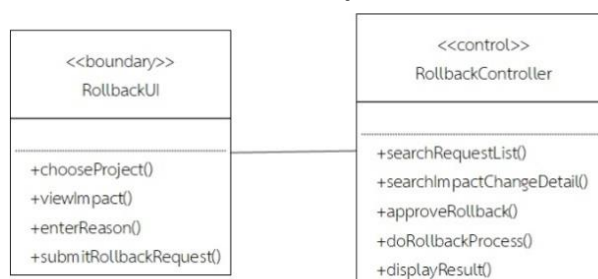 <<boundary>>
RollbackUI
+chooseProject()
+viewImpact()
+enterReason()
+submitRollbackRequest()
<<control>>
RollbackController
+searchRequestList()
+searchImpactChangeDetail()
+approveRollback()
+doRollbackProcess()
+displayResult()